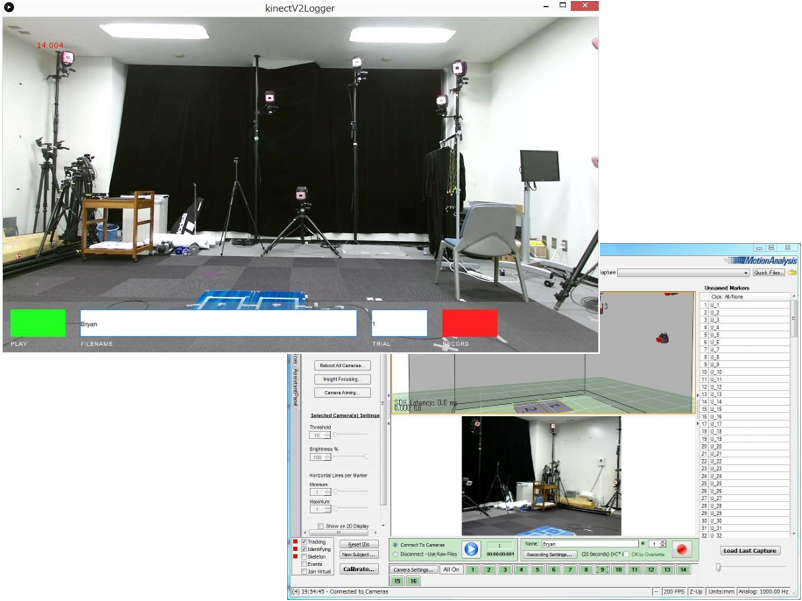 kinectV2Logger
14.004
Bryan
1
PLAY
FILENAME
TRIAL
RECORD
MotionAnalysis
apture:
Quick Files...
Unnamed Markers
Click: All/None
1 U_1
2 U_2
3 U_3
4 U_4
5 U_5
6 U_6
7 U_7
8 U_8
9 U_9
10 U_10
11 U_11
12 U_12
13 U_13
14 U_14
15 U_15
16 U_16
17 U_17
18 U_18
19 U_19
20 U_20
21 U_21
22 U_22
23 U_23
24 U_24
25 U_25
26 U_26
27 U_27
28 U_28
29 U_29
30 U_30
31 U_31
32 U_32
Load Last Capture
Reboot All Cameras...
Insight Focusing...
Camera Aiming...
Selected Camera(s) Settings
Threshold
Brightness %
100
Horizontal Lines per Marker
Minimum
1
Maximum
1
Show on 2D Display
SDK Latency: 0.0 ms
Tracking
Identifying
Skeleton
Events
Join Virtual
Reset IDs
New Subject...
Calibrate...
Connect To Cameras
Disconnect - Use Raw Files
1
00:00:00:001
Name: Bryan # 1
Recording Settings...
(20 Seconds) (VC* OK to Overwrite
Camera Settings... All On 1 2 3 4 5 6 7 8 9 10 11 12 13 14
15 16
(4) 19:54:45 - Connected to Cameras
-- 200 FPS Z-Up Units:mm Analog: 1000.00 Hz